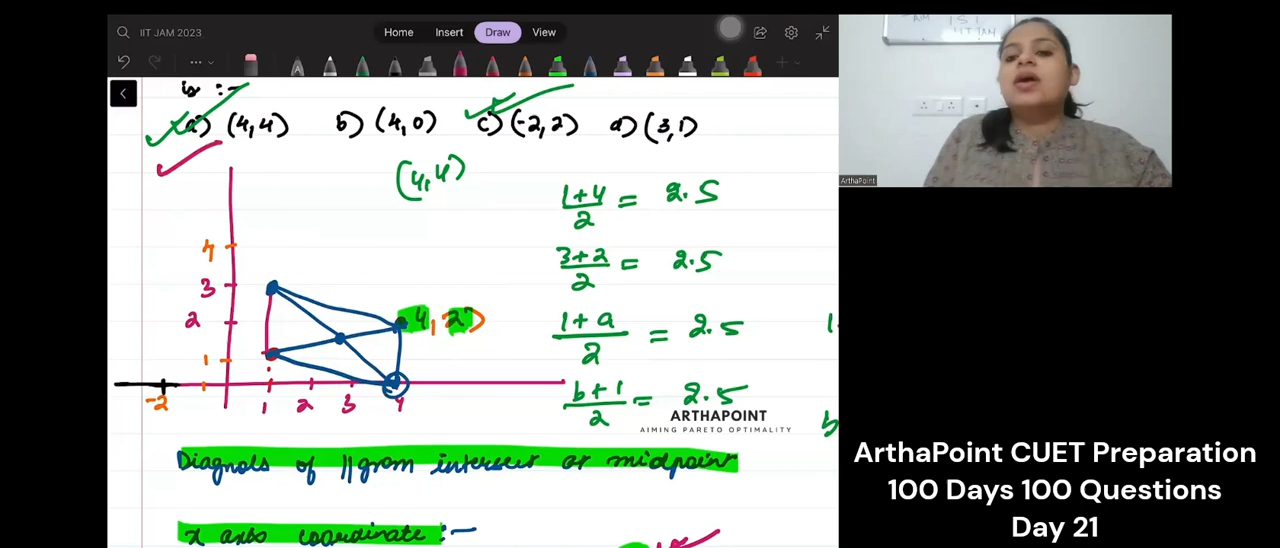 IIT JAM 2023
Home Insert Draw View
is :-
a) (4,4) b) (4,0) c) (-2,2) d) (3,1)
(4,4)
1+4/2 = 2.5
3+2/2 = 2.5
1+a/2 = 2.5
b+1/2 = 2.5
4
3
2
1
4, 2)
-2 1 2 3 4
ARTHAPOINT
AIMING PARETO OPTIMALITY
Diagnols of ||gram intersect at midpoint
x axis coordinate :-
ArthaPoint
ArthaPoint CUET Preparation
100 Days 100 Questions
Day 21